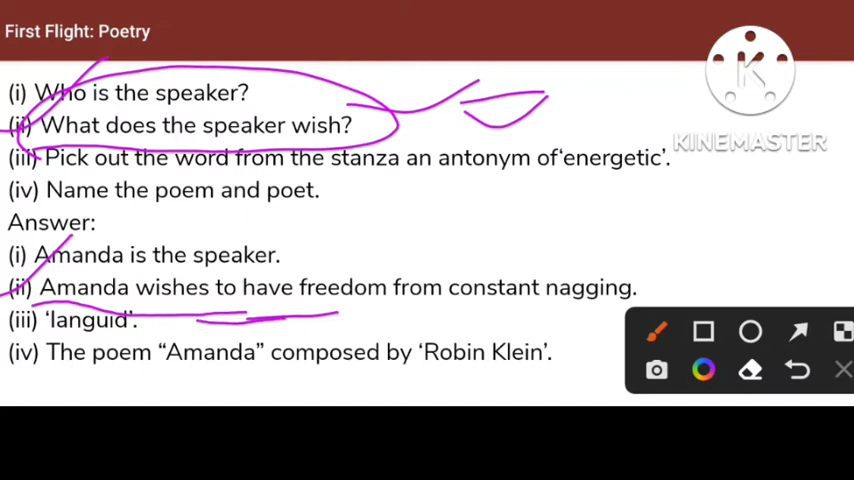 First Flight: Poetry
(i) Who is the speaker?
(ii) What does the speaker wish?
(iii) Pick out the word from the stanza an antonym of‘energetic’.
(iv) Name the poem and poet.
Answer:
(i) Amanda is the speaker.
(ii) Amanda wishes to have freedom from constant nagging.
(iii) ‘languid’.
(iv) The poem “Amanda” composed by ‘Robin Klein’.
K
KINEMASTER